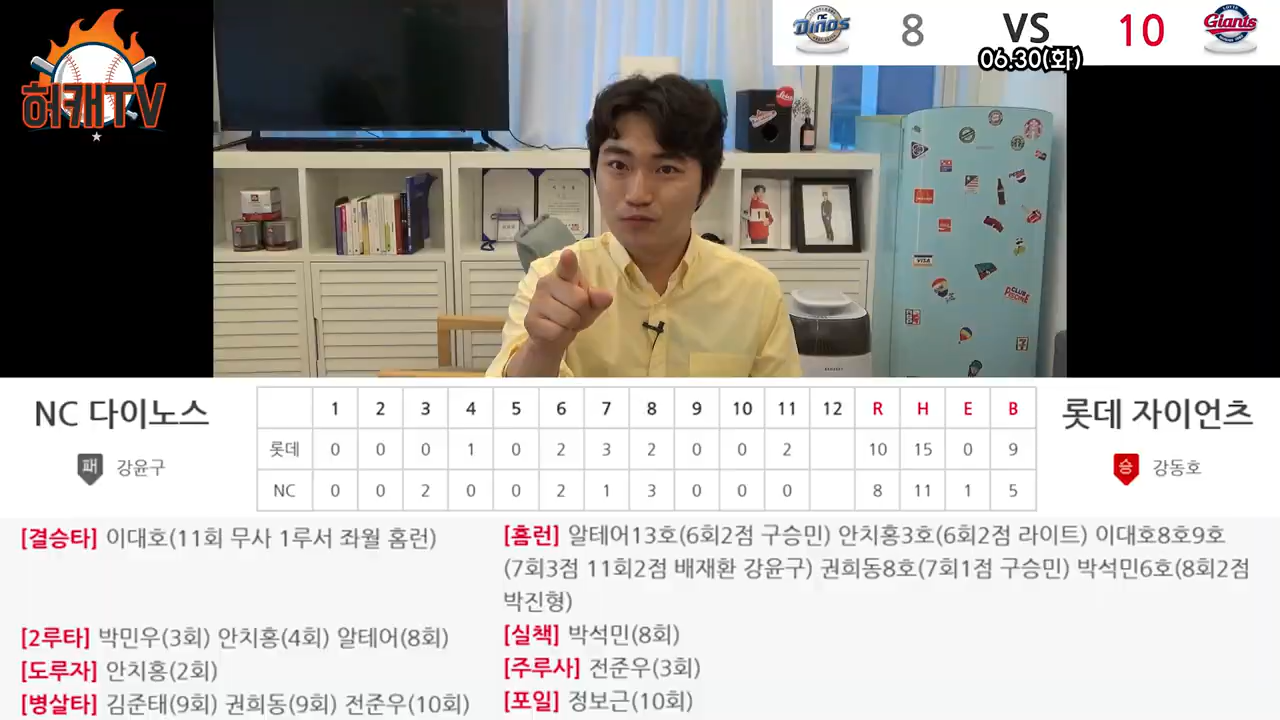 허캐TV
NC
DINOS
8 VS 10
LOTTE
Giants
06.30(화)
Leica
VISA
NC 다이노스
패 강윤구
1 2 3 4 5 6 7 8 9 10 11 12 R H E B
롯데 0 0 0 1 0 2 3 2 0 0 2 10 15 0 9
NC 0 0 2 0 0 2 1 3 0 0 0 8 11 1 5
롯데 자이언츠
승 강동호
[결승타] 이대호(11회 무사 1루서 좌월 홈런)
[2루타] 박민우(3회) 안치홍(4회) 알테어(8회)
[도루자] 안치홍(2회)
[병살타] 김준태(9회) 권희동(9회) 전준우(10회)
[홈런] 알테어13호(6회2점 구승민) 안치홍3호(6회2점 라이트) 이대호8호9호
(7회3점 11회2점 배재환 강윤구) 권희동8호(7회1점 구승민) 박석민6호(8회2점
박진형)
[실책] 박석민(8회)
[주루사] 전준우(3회)
[포일] 정보근(10회)